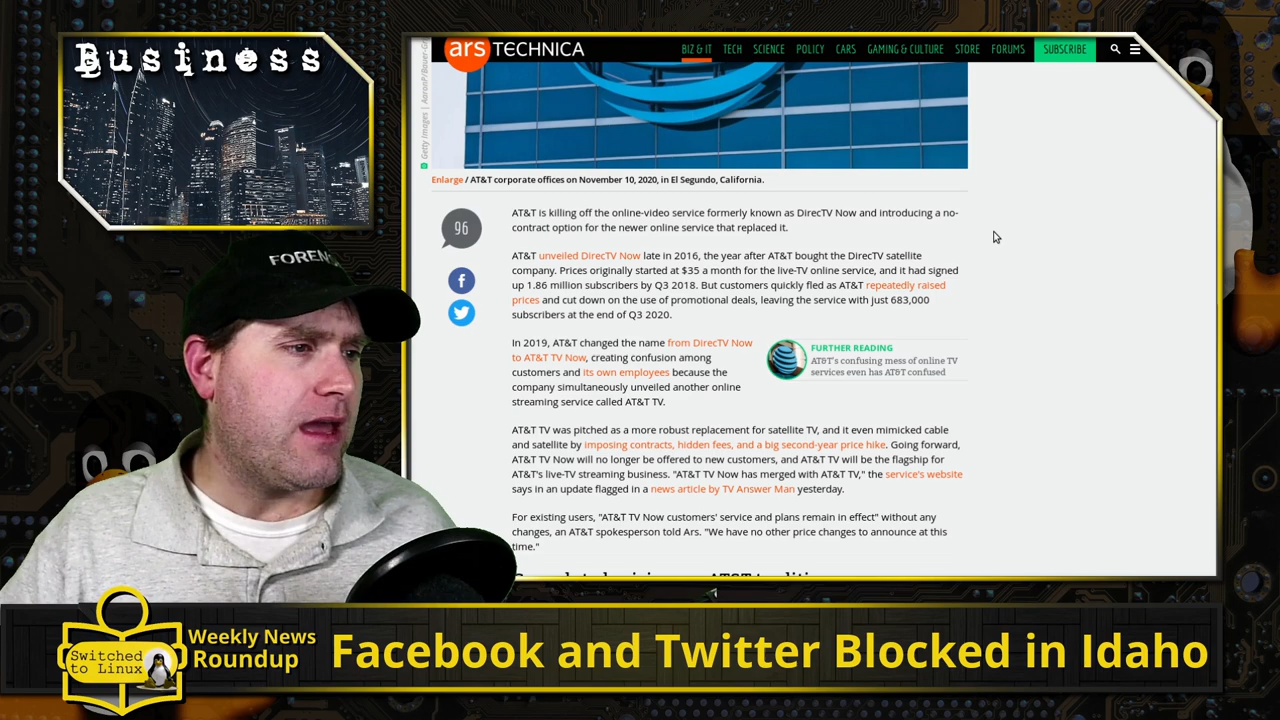 Business
ars TECHNICA
BIZ & IT TECH SCIENCE POLICY CARS GAMING & CULTURE STORE FORUMS SUBSCRIBE
Enlarge / AT&T corporate offices on November 10, 2020, in El Segundo, California.
96
AT&T is killing off the online-video service formerly known as DirecTV Now and introducing a no-
contract option for the newer online service that replaced it.
AT&T unveiled DirecTV Now late in 2016, the year after AT&T bought the DirecTV satellite
company. Prices originally started at $35 a month for the live-TV online service, and it had signed
up 1.86 million subscribers by Q3 2018. But customers quickly fled as AT&T repeatedly raised
prices and cut down on the use of promotional deals, leaving the service with just 683,000
subscribers at the end of Q3 2020.
In 2019, AT&T changed the name from DirecTV Now
to AT&T TV Now, creating confusion among
customers and its own employees because the
company simultaneously unveiled another online
streaming service called AT&T TV.
FURTHER READING
AT&T's confusing mess of online TV
services even has AT&T confused
AT&T TV was pitched as a more robust replacement for satellite TV, and it even mimicked cable
and satellite by imposing contracts, hidden fees, and a big second-year price hike. Going forward,
AT&T TV Now will no longer be offered to new customers, and AT&T TV will be the flagship for
AT&T's live-TV streaming business. "AT&T TV Now has merged with AT&T TV," the service's website
says in an update flagged in a news article by TV Answer Man yesterday.
For existing users, "AT&T TV Now customers' service and plans remain in effect" without any
changes, an AT&T spokesperson told Ars. "We have no other price changes to announce at this
time."
Switched
to Linux
Weekly News
Roundup
Facebook and Twitter Blocked in Idaho